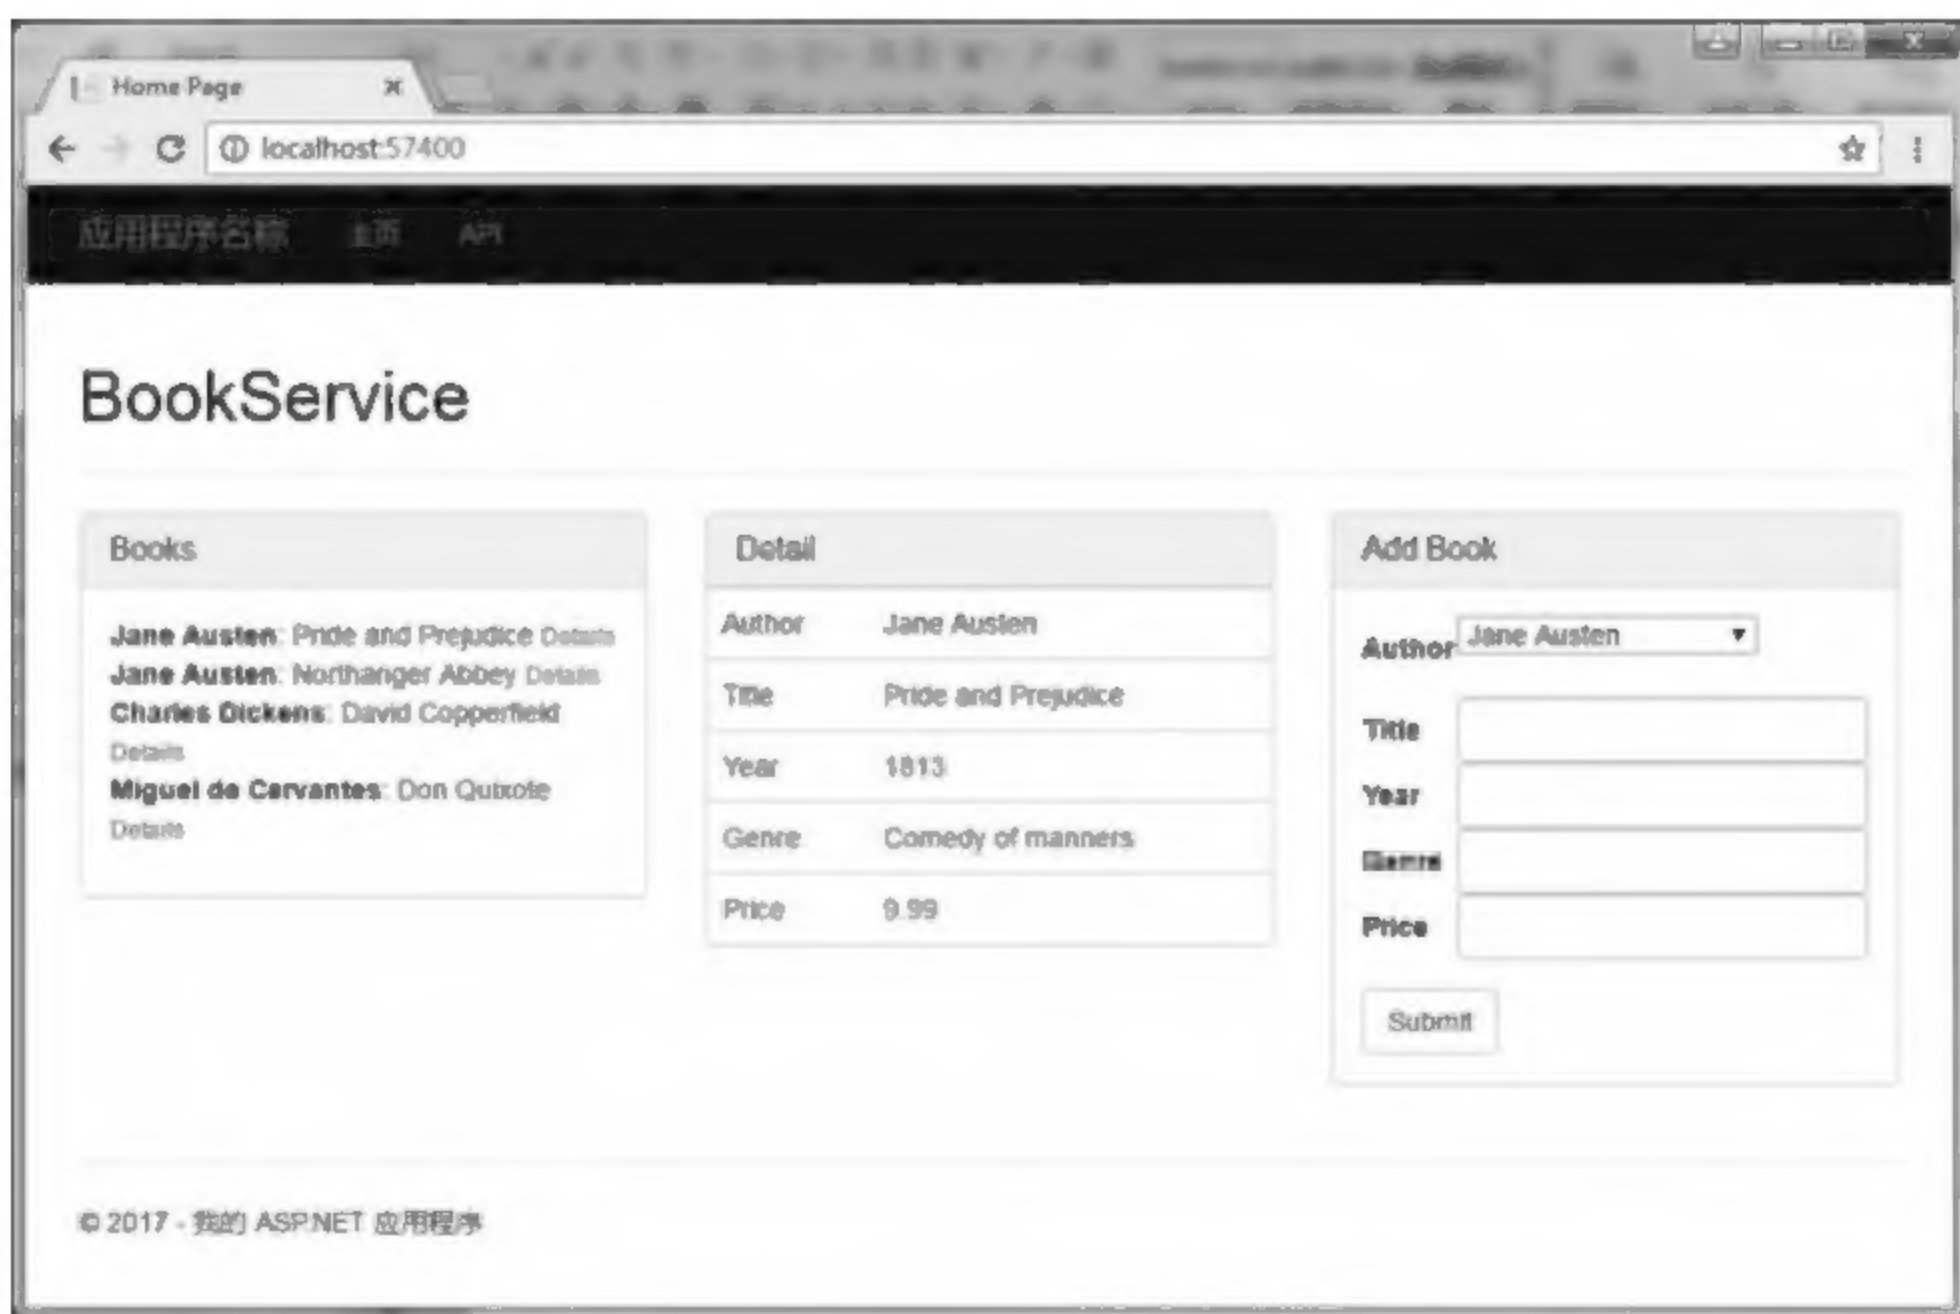 Home Page
localhost:57400
应用程序名称 主页 API
BookService
Books
Jane Austen: Pride and Prejudice Details
Jane Austen: Northanger Abbey Details
Charles Dickens: David Copperfield
Details
Miguel de Cervantes: Don Quixote
Details
Detail
Author Jane Austen
Title Pride and Prejudice
Year 1813
Genre Comedy of manners
Price 9.99
Add Book
Author Jane Austen
Title
Year
Genre
Price
Submit
© 2017 - 我的 ASP.NET 应用程序